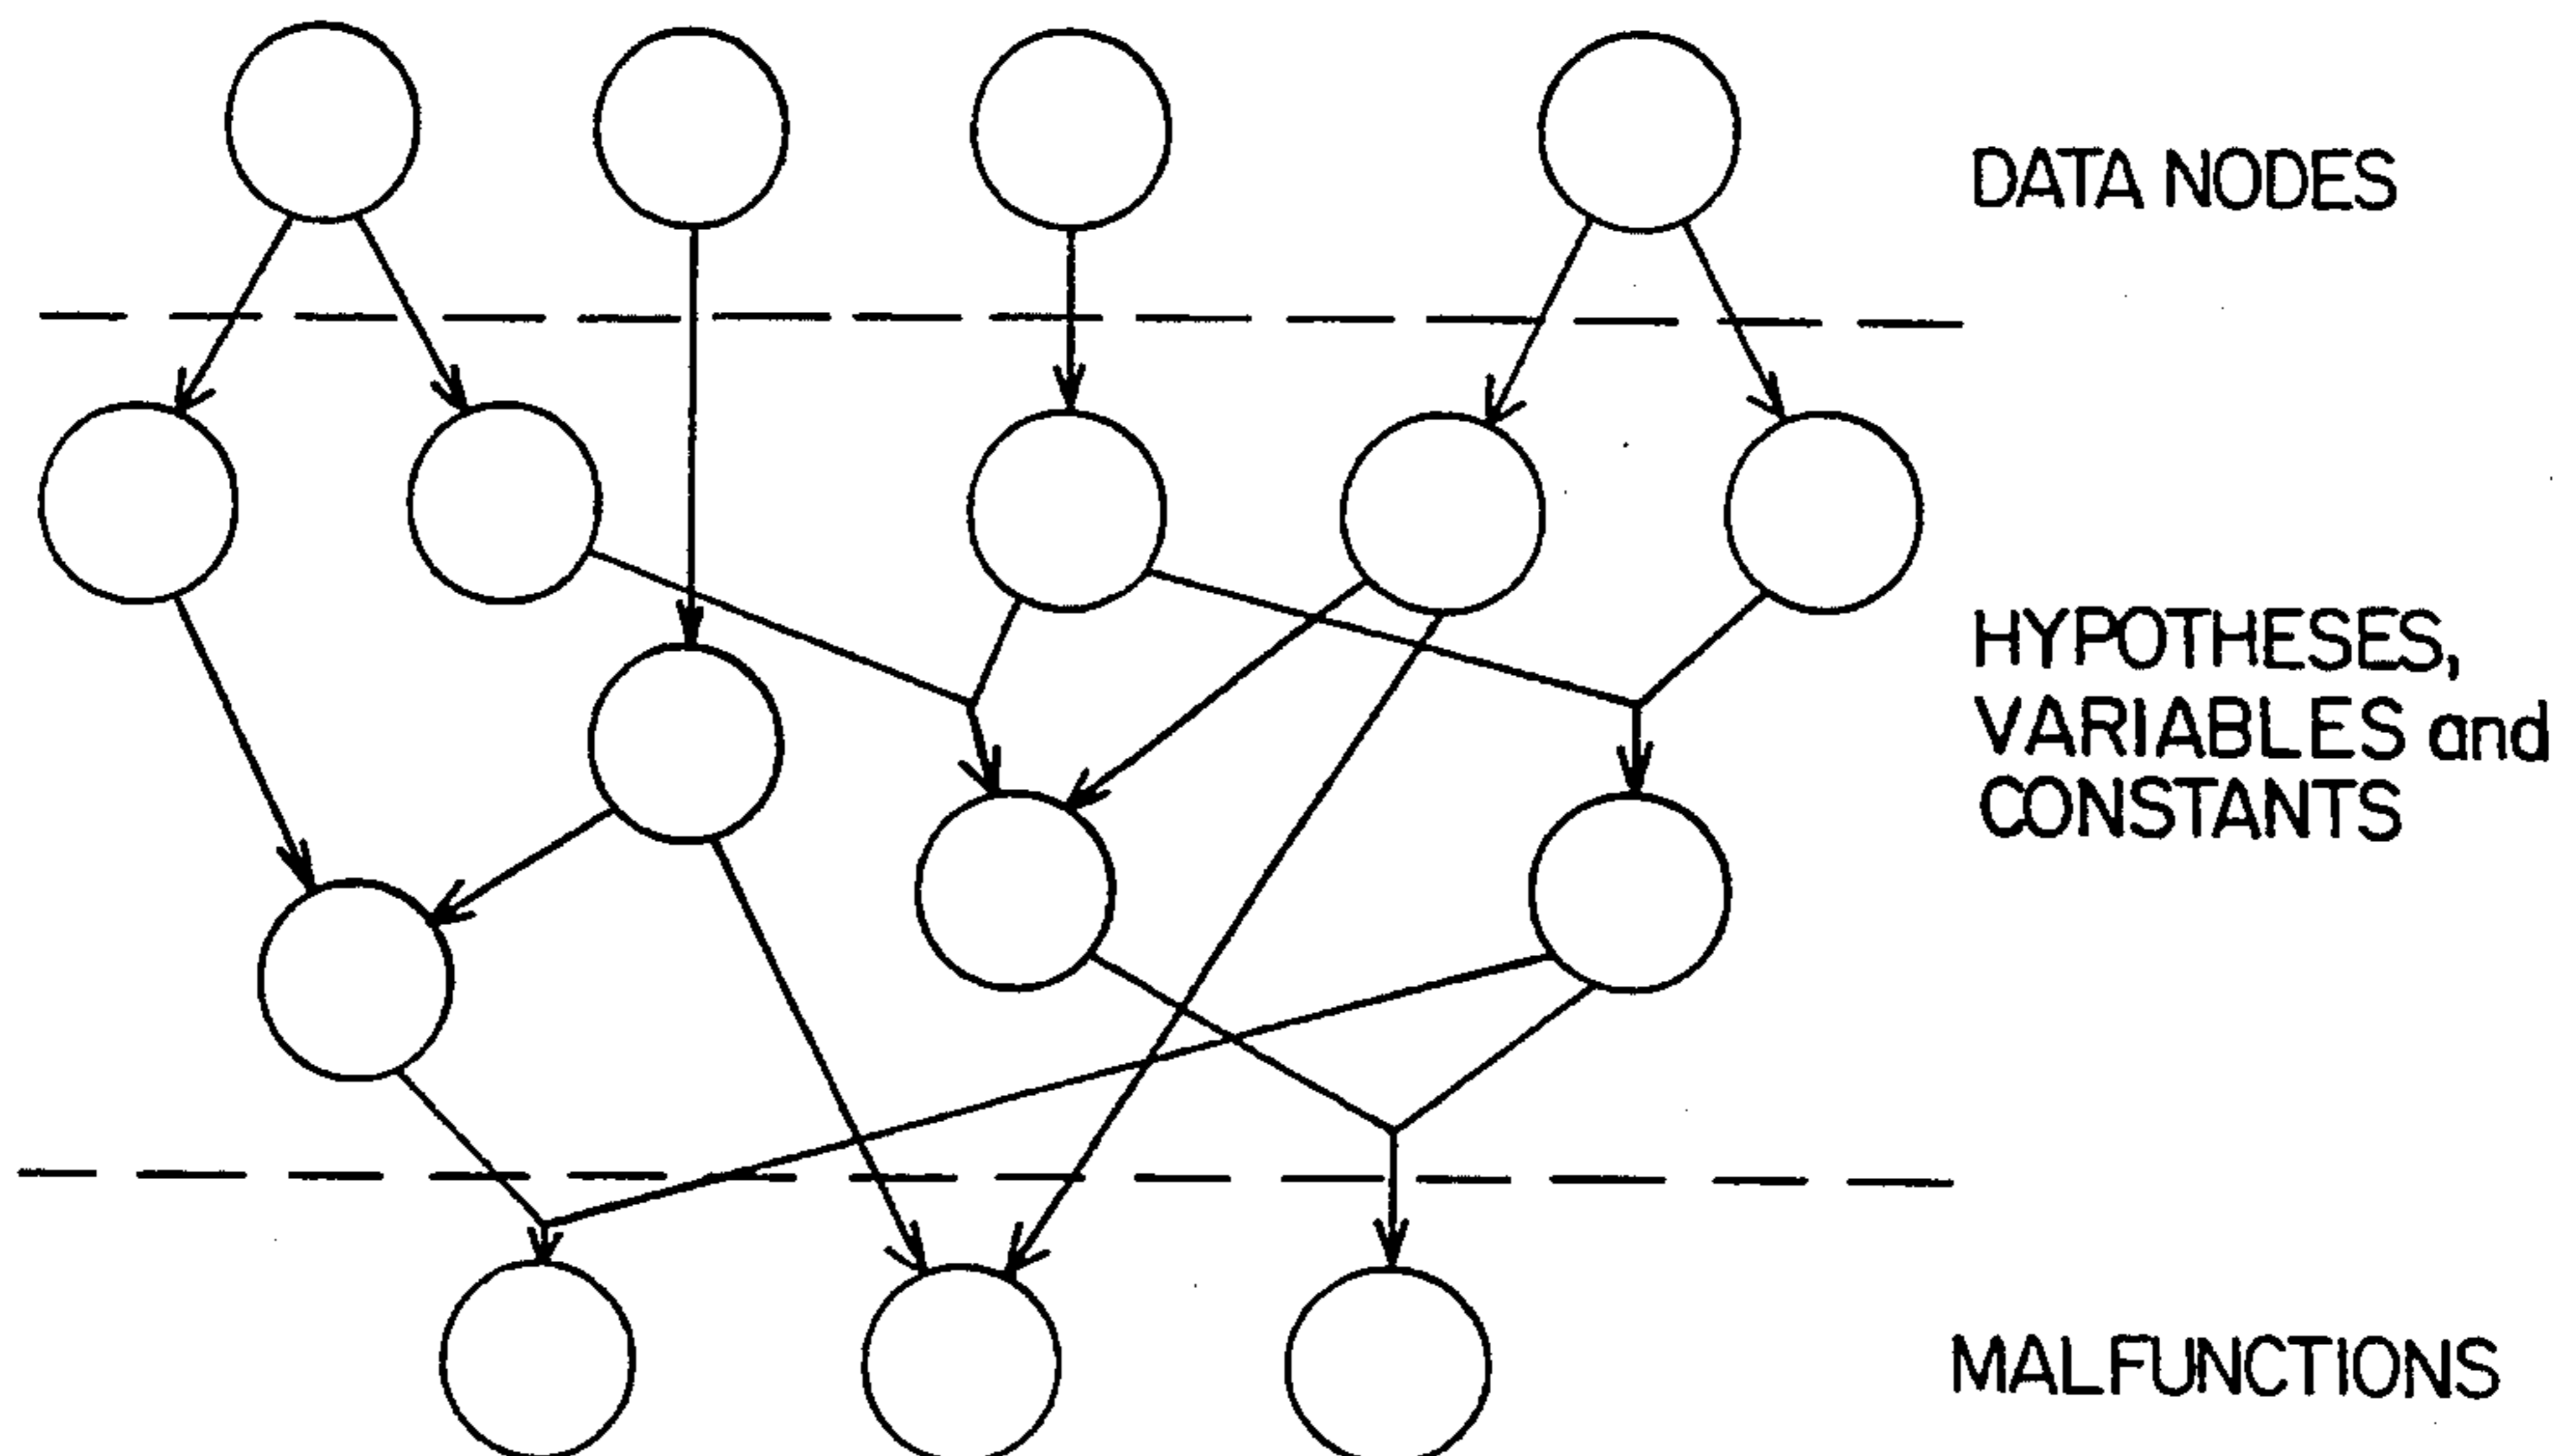 DATA NODES
HYPOTHESES,
VARIABLES and
CONSTANTS
MALFUNCTIONS